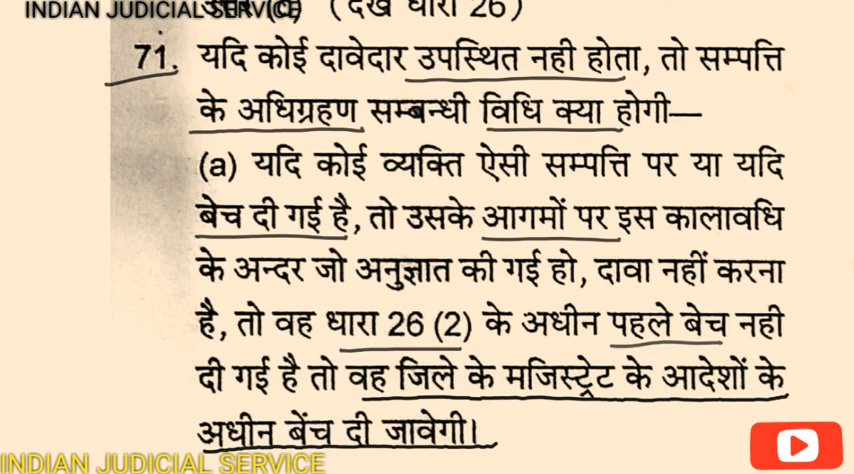 उत्तर (c) (देखें धारा 26)
INDIAN JUDICIAL SERVICE
71. यदि कोई दावेदार उपस्थित नही होता, तो सम्पत्ति
के अधिग्रहण सम्बन्धी विधि क्या होगी—
(a) यदि कोई व्यक्ति ऐसी सम्पत्ति पर या यदि
बेच दी गई है, तो उसके आगमों पर इस कालावधि
के अन्दर जो अनुज्ञात की गई हो, दावा नहीं करना
है, तो वह धारा 26 (2) के अधीन पहले बेच नही
दी गई है तो वह जिले के मजिस्ट्रेट के आदेशों के
अधीन बेंच दी जावेगी।
INDIAN JUDICIAL SERVICE